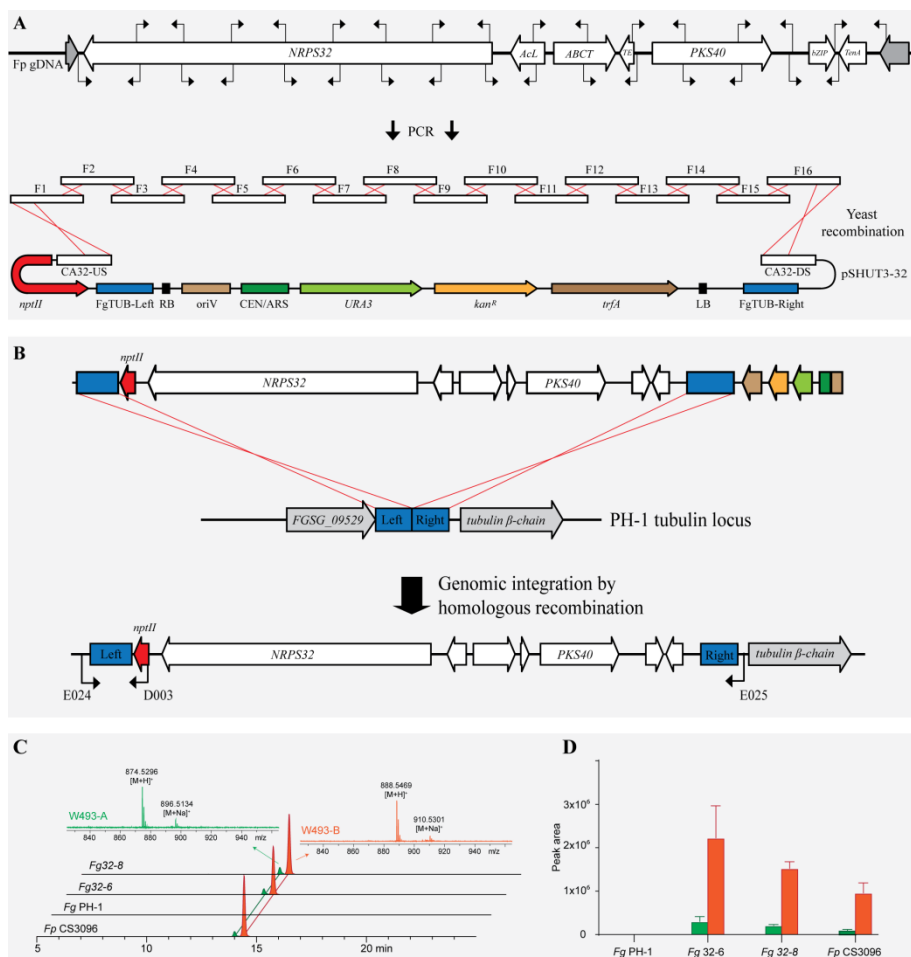 A
NRPS32
AcL
ABCT
TE
PKS40
bZIP
TenA
Fp gDNA
PCR
F2 F4 F6 F8 F10 F12 F14 F16
F1 F3 F5 F7 F9 F11 F13 F15
Yeast
recombination
CA32-US
CA32-DS
pSHUT3-32
nptII
FgTUB-Left
RB
oriV
CEN/ARS
URA3
kanR
trfA
LB
FgTUB-Right
B
nptII
NRPS32
PKS40
FGSG_09529
Left
Right
tubulin β-chain
PH-1 tubulin locus
Genomic integration by
homologous recombination
nptII
Left
NRPS32
PKS40
Right
tubulin β-chain
E024
D003
E025
C
874.5296
[M+H]+
896.5134
[M+Na]+
W493-A
840 860 880 900 920 940
888.5469
[M+H]+
910.5301
[M+Na]+
W493-B
840 860 880 900 920 940 m/z
Fg32-8
Fg32-6
Fg PH-1
Fp CS3096
5 10 15 20 min
D
Peak area
3x10⁶
2x10⁶
1x10⁶
0
Fg PH-1
Fg 32-6
Fg 32-8
Fp CS3096